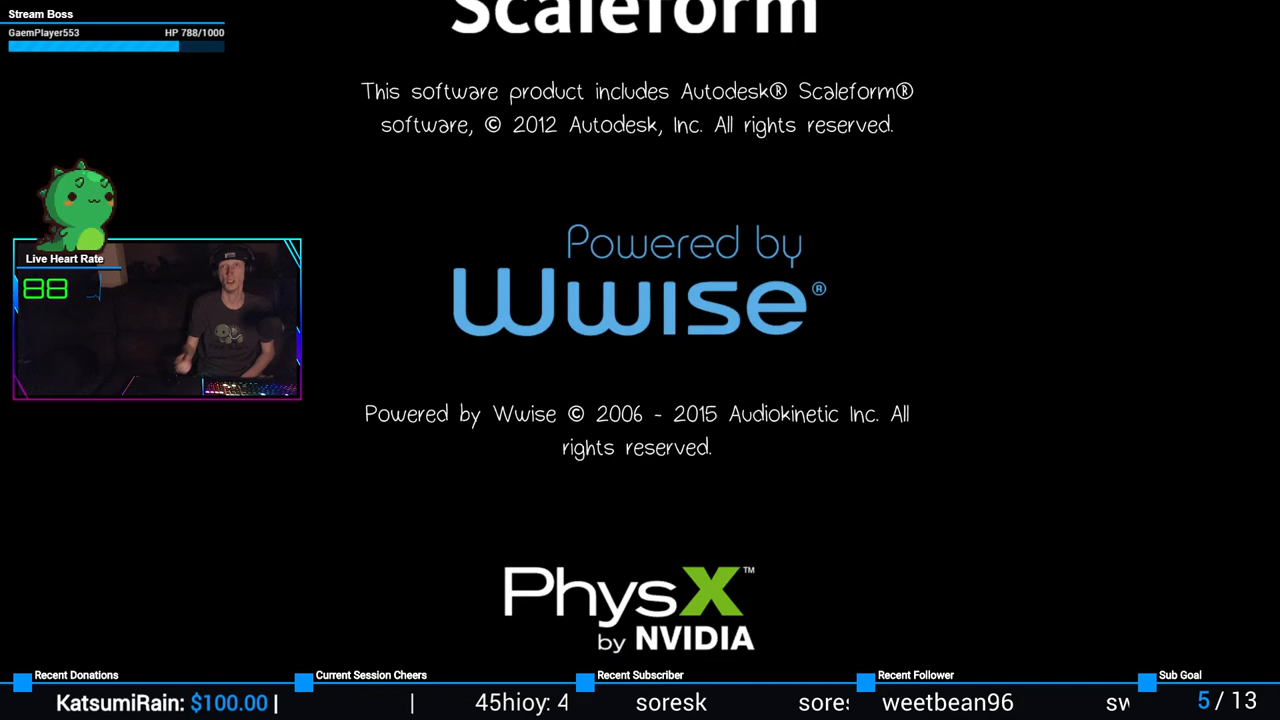 Stream Boss
GaemPlayer553 HP 788/1000
Scaleform
This software product includes Autodesk® Scaleform®
software, © 2012 Autodesk, Inc. All rights reserved.
Powered by
Wwise®
Live Heart Rate
88
Powered by Wwise © 2006 - 2015 Audiokinetic Inc. All
rights reserved.
PhysX™
by NVIDIA
Recent Donations Current Session Cheers Recent Subscriber Recent Follower Sub Goal
KatsumiRain: $100.00 | | 45hioy: 4 soresk sores weetbean96 sw 5 / 13